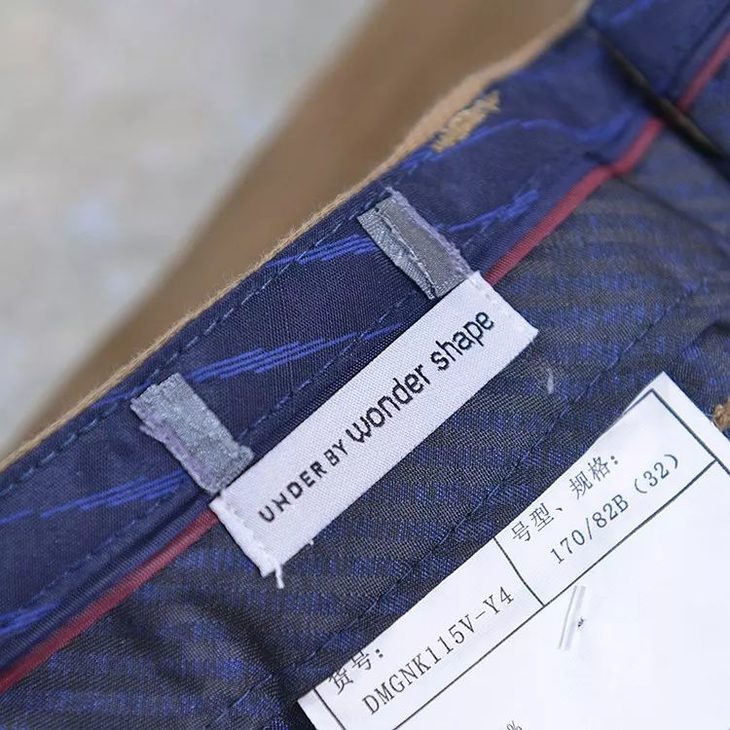 UNDER BY wonder shape
号型、规格:
170/82B (32)
货号:
DMGNK115V-Y4
%